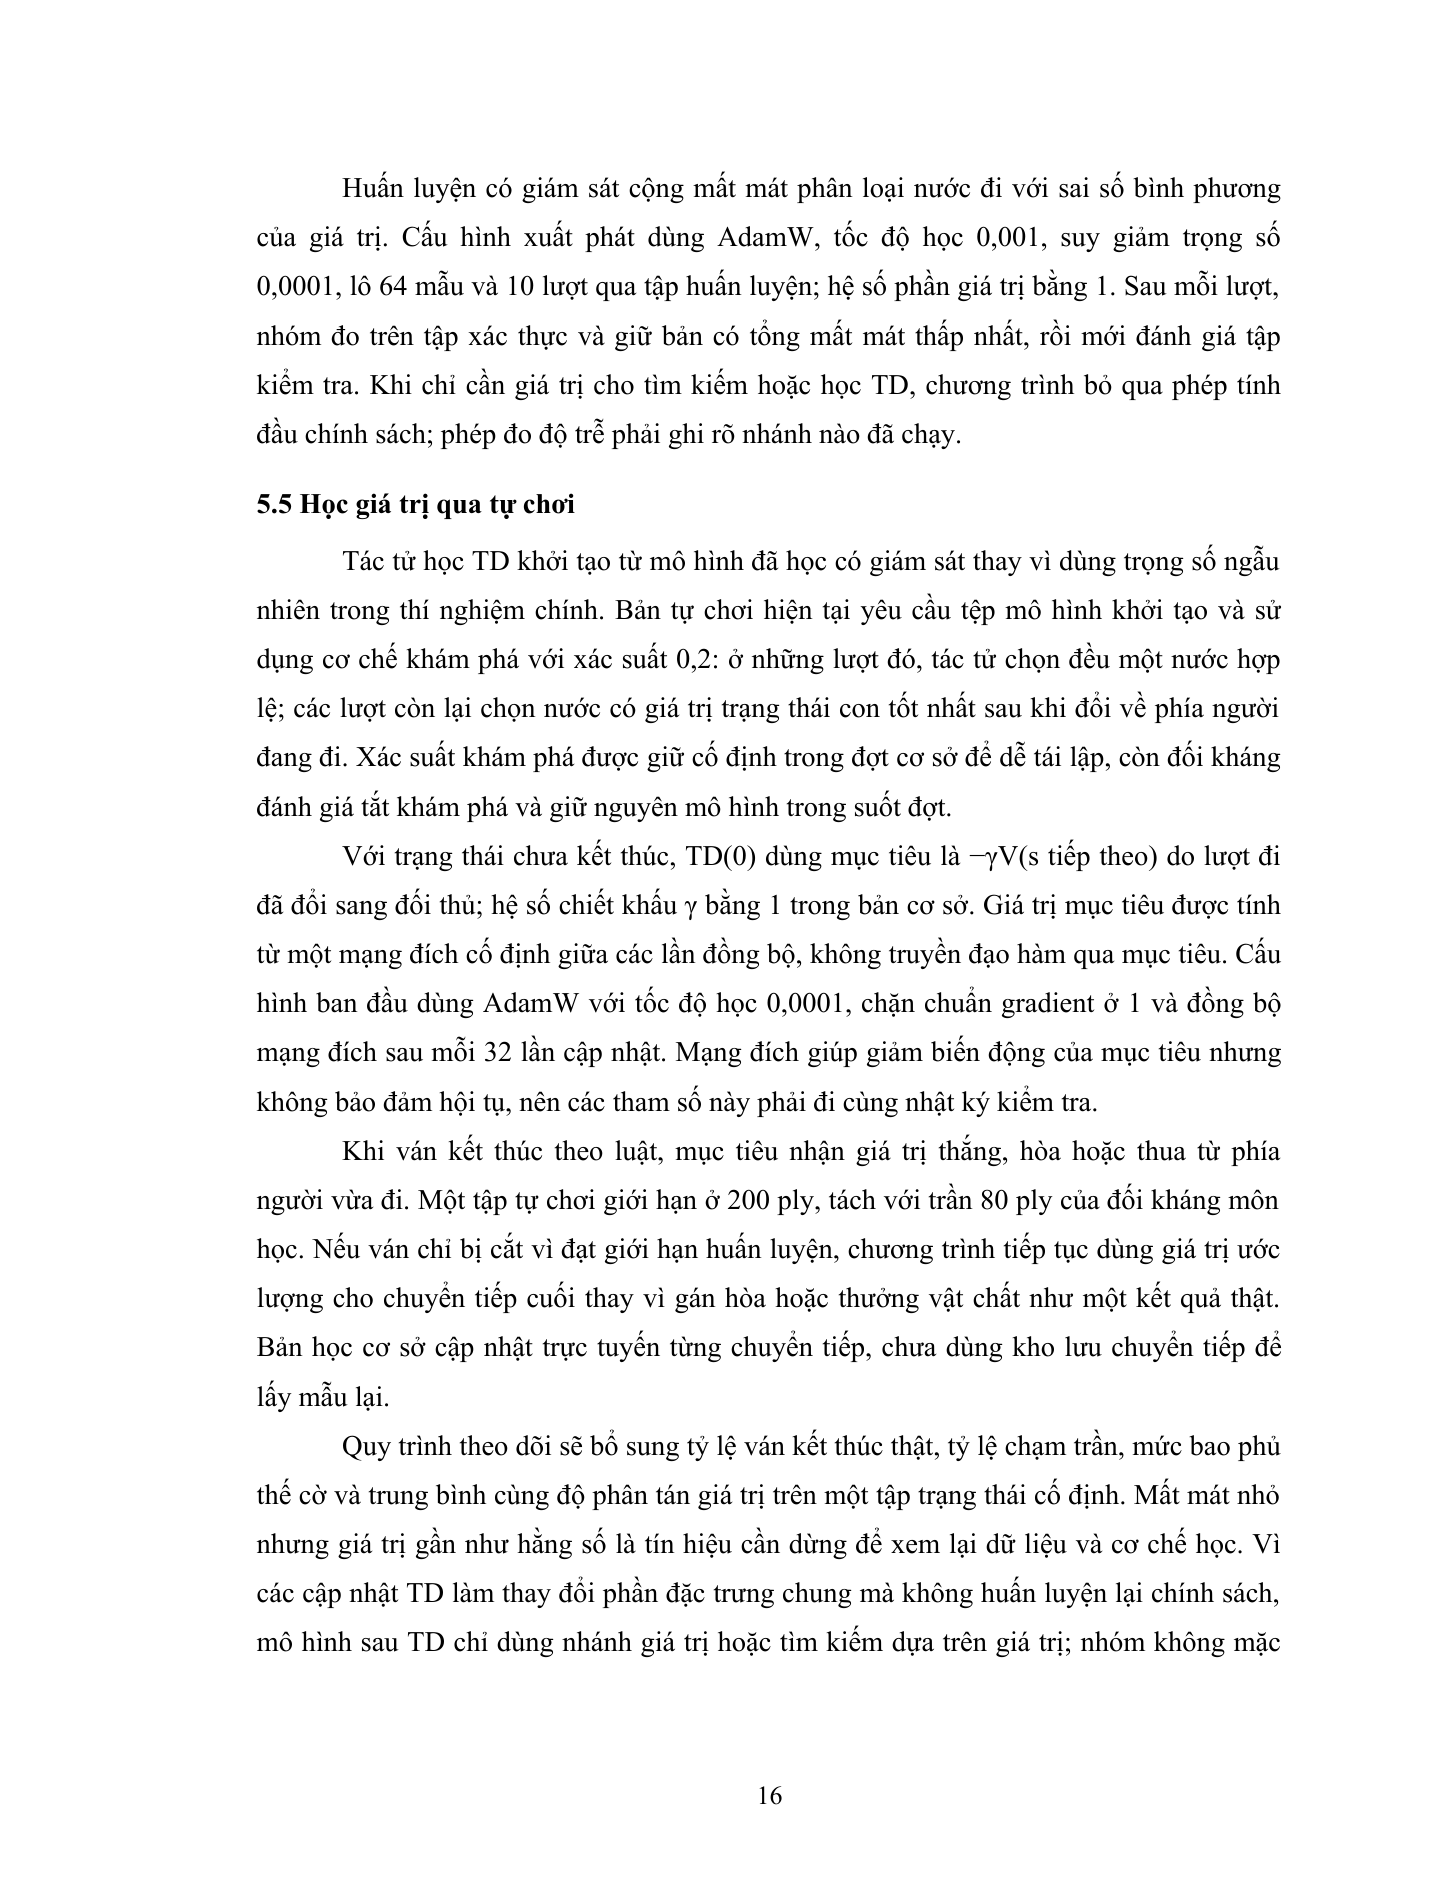 Huấn luyện có giám sát cộng mất mát phân loại nước đi với sai số bình phương
của giá trị. Cấu hình xuất phát dùng AdamW, tốc độ học 0,001, suy giảm trọng số
0,0001, lô 64 mẫu và 10 lượt qua tập huấn luyện; hệ số phần giá trị bằng 1. Sau mỗi lượt,
nhóm đo trên tập xác thực và giữ bản có tổng mất mát thấp nhất, rồi mới đánh giá tập
kiểm tra. Khi chỉ cần giá trị cho tìm kiếm hoặc học TD, chương trình bỏ qua phép tính
đầu chính sách; phép đo độ trễ phải ghi rõ nhánh nào đã chạy.
5.5 Học giá trị qua tự chơi
Tác tử học TD khởi tạo từ mô hình đã học có giám sát thay vì dùng trọng số ngẫu
nhiên trong thí nghiệm chính. Bản tự chơi hiện tại yêu cầu tệp mô hình khởi tạo và sử
dụng cơ chế khám phá với xác suất 0,2: ở những lượt đó, tác tử chọn đều một nước hợp
lệ; các lượt còn lại chọn nước có giá trị trạng thái con tốt nhất sau khi đổi về phía người
đang đi. Xác suất khám phá được giữ cố định trong đợt cơ sở để dễ tái lập, còn đối kháng
đánh giá tắt khám phá và giữ nguyên mô hình trong suốt đợt.
Với trạng thái chưa kết thúc, TD(0) dùng mục tiêu là −γV(s tiếp theo) do lượt đi
đã đổi sang đối thủ; hệ số chiết khấu γ bằng 1 trong bản cơ sở. Giá trị mục tiêu được tính
từ một mạng đích cố định giữa các lần đồng bộ, không truyền đạo hàm qua mục tiêu. Cấu
hình ban đầu dùng AdamW với tốc độ học 0,0001, chặn chuẩn gradient ở 1 và đồng bộ
mạng đích sau mỗi 32 lần cập nhật. Mạng đích giúp giảm biến động của mục tiêu nhưng
không bảo đảm hội tụ, nên các tham số này phải đi cùng nhật ký kiểm tra.
Khi ván kết thúc theo luật, mục tiêu nhận giá trị thắng, hòa hoặc thua từ phía
người vừa đi. Một tập tự chơi giới hạn ở 200 ply, tách với trần 80 ply của đối kháng môn
học. Nếu ván chỉ bị cắt vì đạt giới hạn huấn luyện, chương trình tiếp tục dùng giá trị ước
lượng cho chuyển tiếp cuối thay vì gán hòa hoặc thưởng vật chất như một kết quả thật.
Bản học cơ sở cập nhật trực tuyến từng chuyển tiếp, chưa dùng kho lưu chuyển tiếp để
lấy mẫu lại.
Quy trình theo dõi sẽ bổ sung tỷ lệ ván kết thúc thật, tỷ lệ chạm trần, mức bao phủ
thế cờ và trung bình cùng độ phân tán giá trị trên một tập trạng thái cố định. Mất mát nhỏ
nhưng giá trị gần như hằng số là tín hiệu cần dừng để xem lại dữ liệu và cơ chế học. Vì
các cập nhật TD làm thay đổi phần đặc trưng chung mà không huấn luyện lại chính sách,
mô hình sau TD chỉ dùng nhánh giá trị hoặc tìm kiếm dựa trên giá trị; nhóm không mặc
16